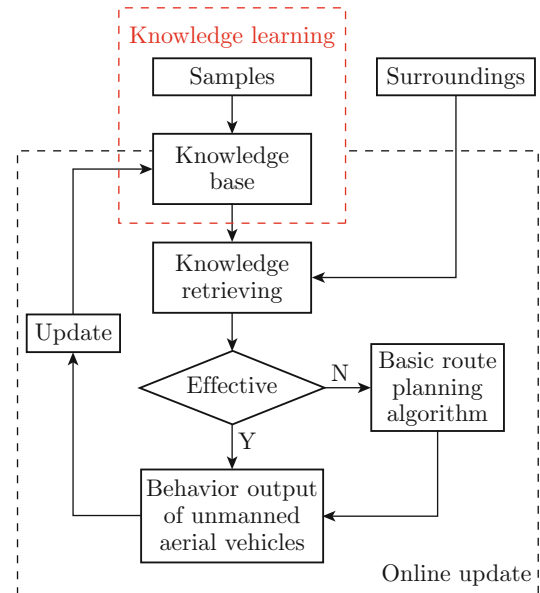 Knowledge learning
Samples
Surroundings
Knowledge
base
Knowledge
retrieving
Update
Effective
N
Basic route
planning
algorithm
Y
Behavior output
of unmanned
aerial vehicles
Online update